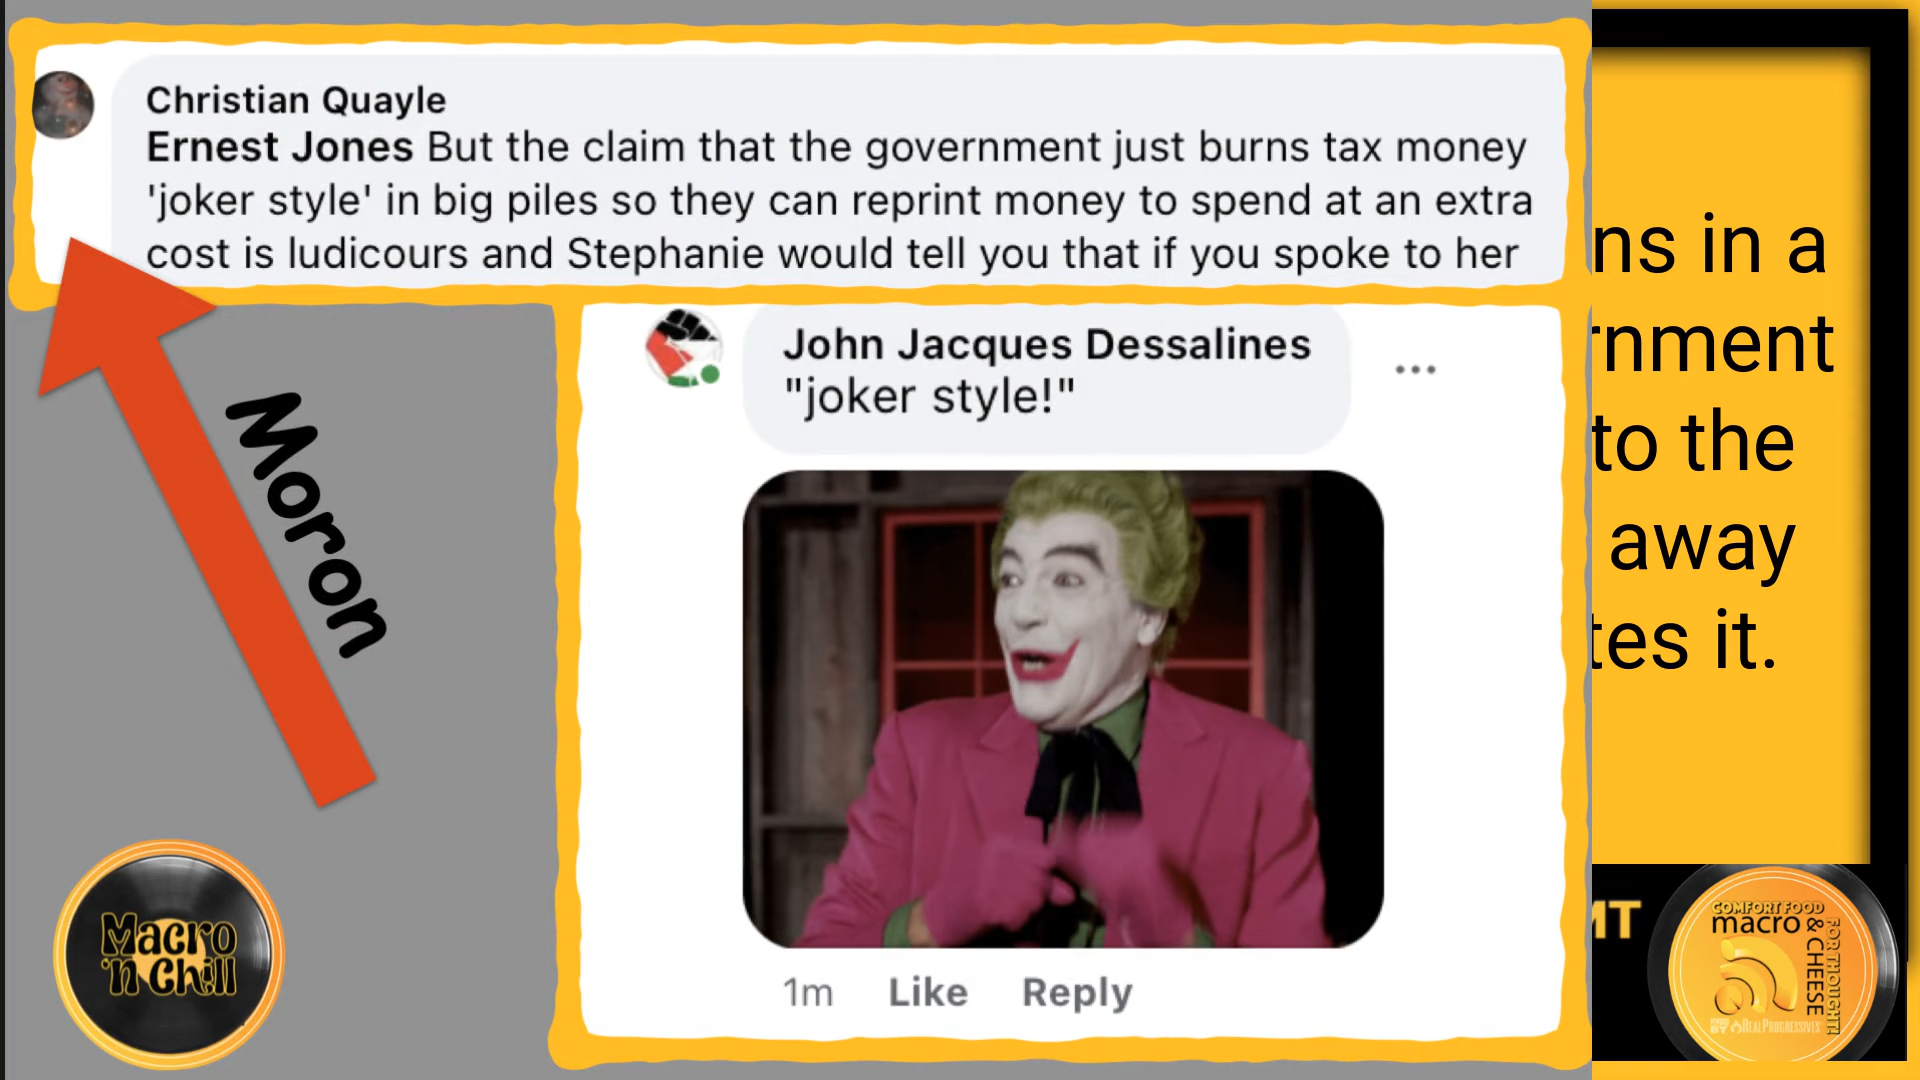 Christian Quayle
Ernest Jones But the claim that the government just burns tax money
'joker style' in big piles so they can reprint money to spend at an extra
cost is ludicours and Stephanie would tell you that if you spoke to her
John Jacques Dessalines
"joker style!"
1m Like Reply
Moron
Macro
'N Chill
ns in a
rnment
to the
away
tes it.
MT
COMFORT FOOD
macro & CHEESE
FOR THOUGHT!
BY REALPROGRESSIVES